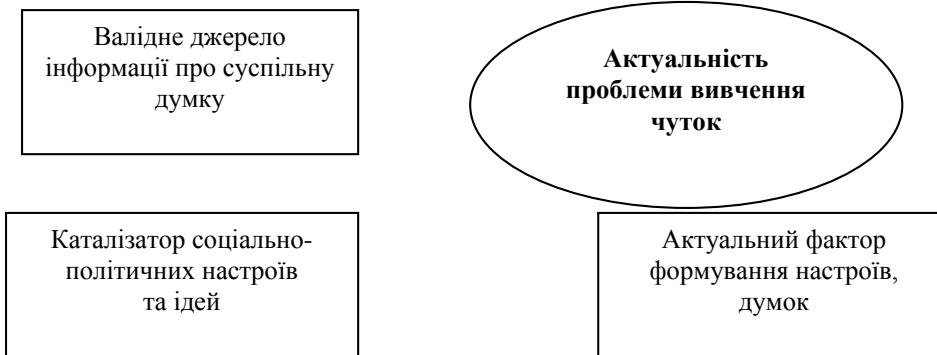 Валідне джерело
інформації про суспільну
думку
Актуальність
проблеми вивчення
чуток
Каталізатор соціально-
політичних настроїв
та ідей
Актуальний фактор
формування настроїв,
думок